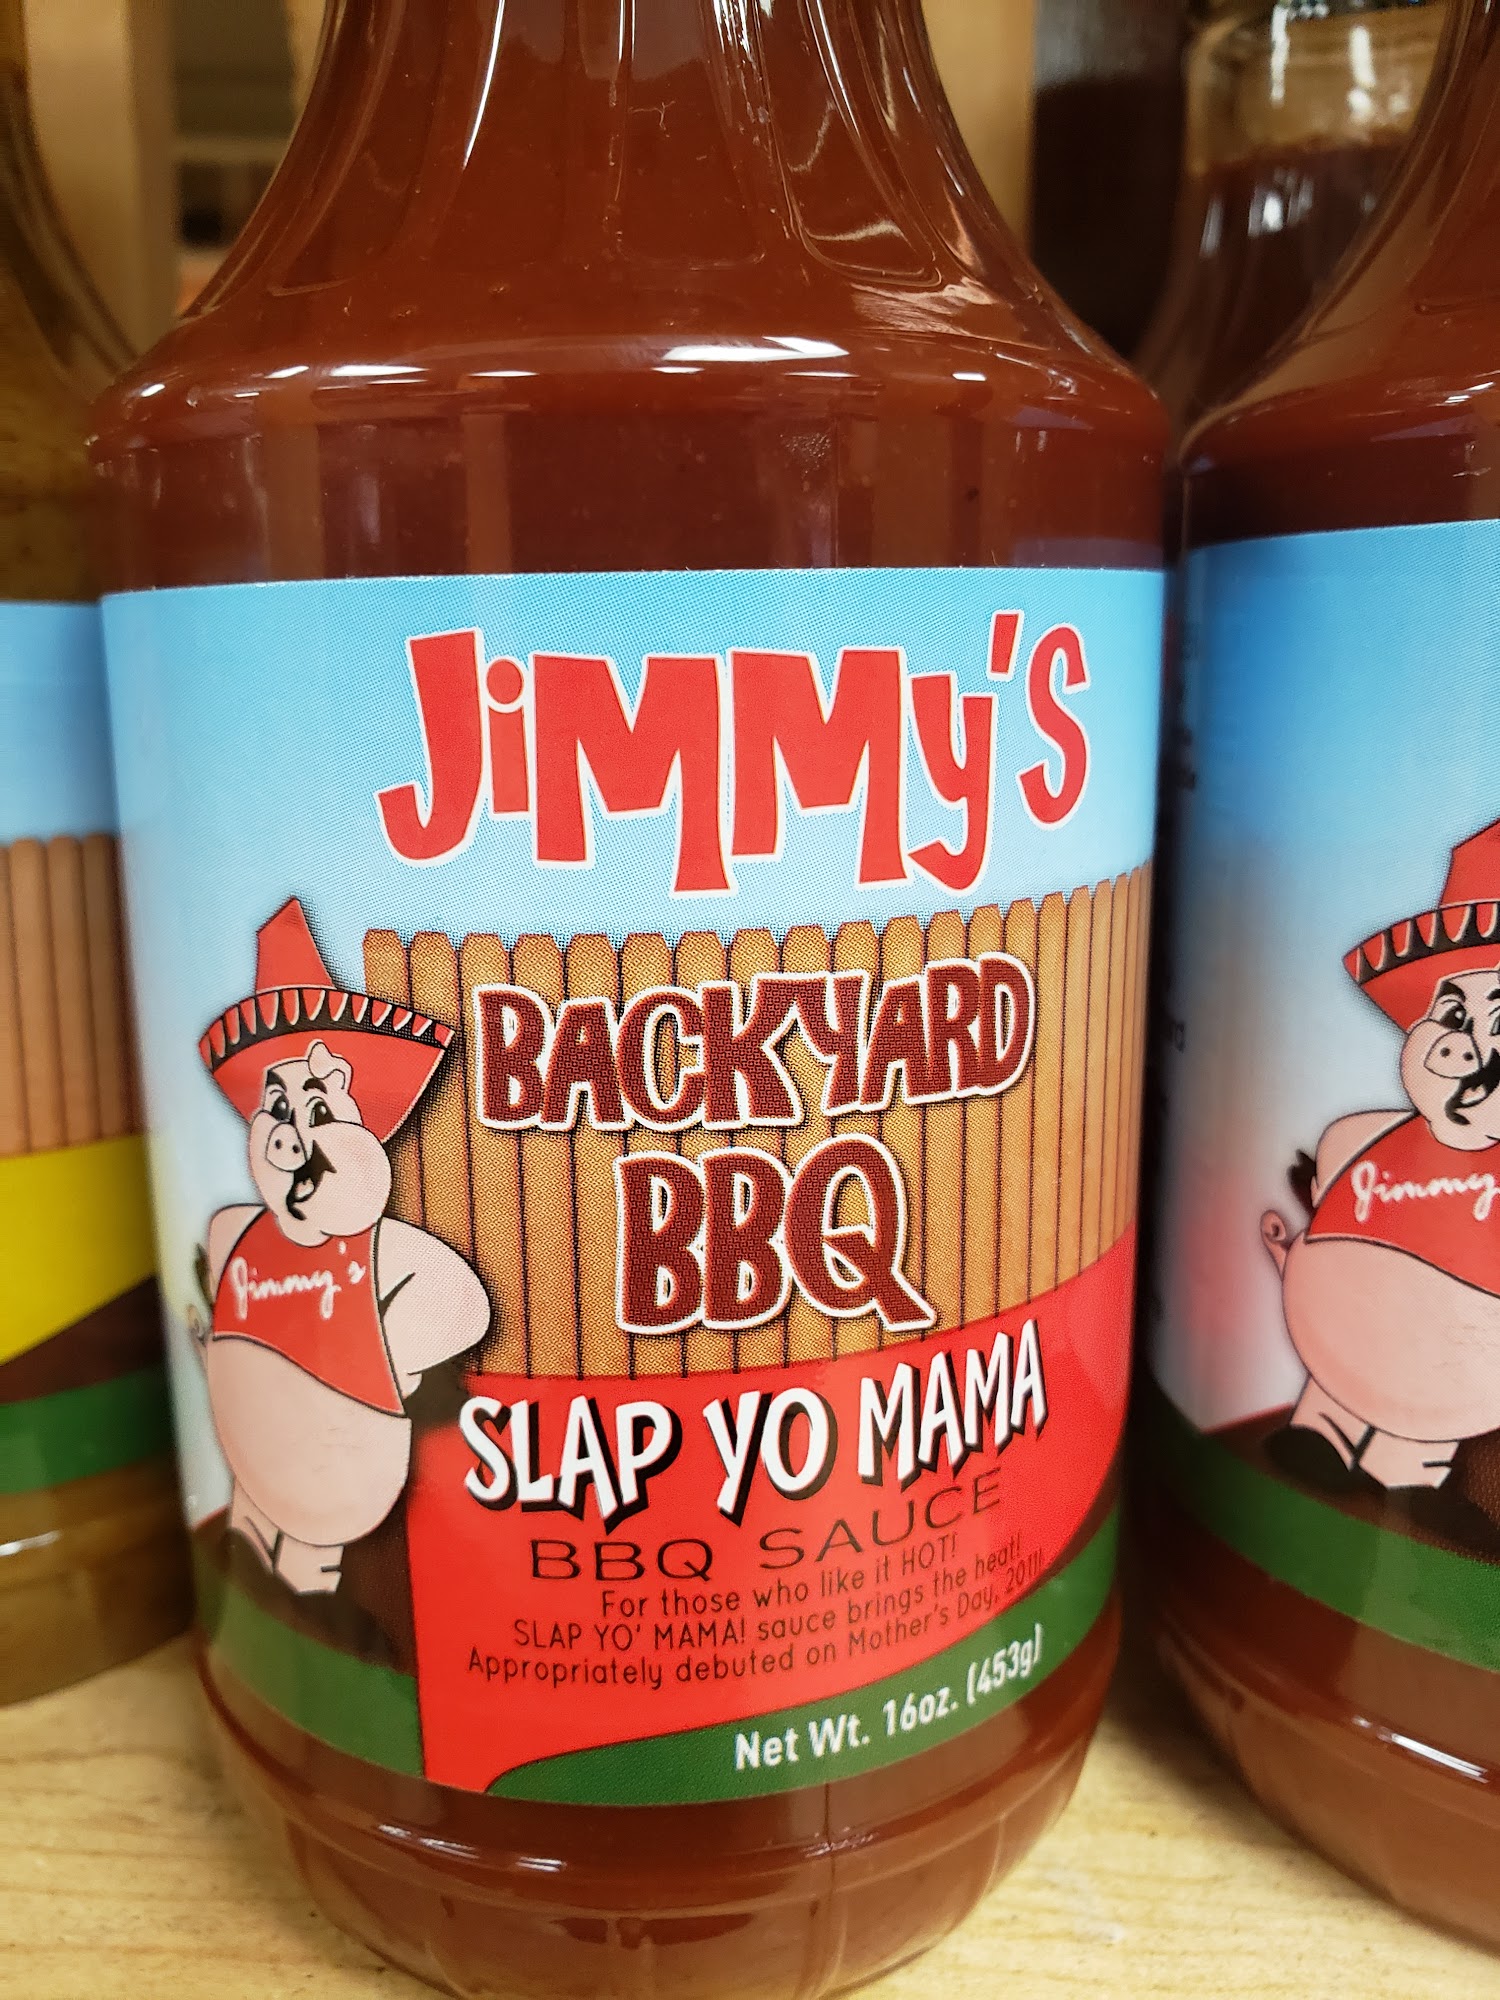 JiMMy's
BACKYARD
BBQ
Jimmy's
SLAP YO MAMA
BBQ SAUCE
For those who like it HOT!
SLAP YO' MAMA! sauce brings the heat!
Appropriately debuted on Mother's Day, 2011!
Net Wt. 16oz. (453g)
Jimmy